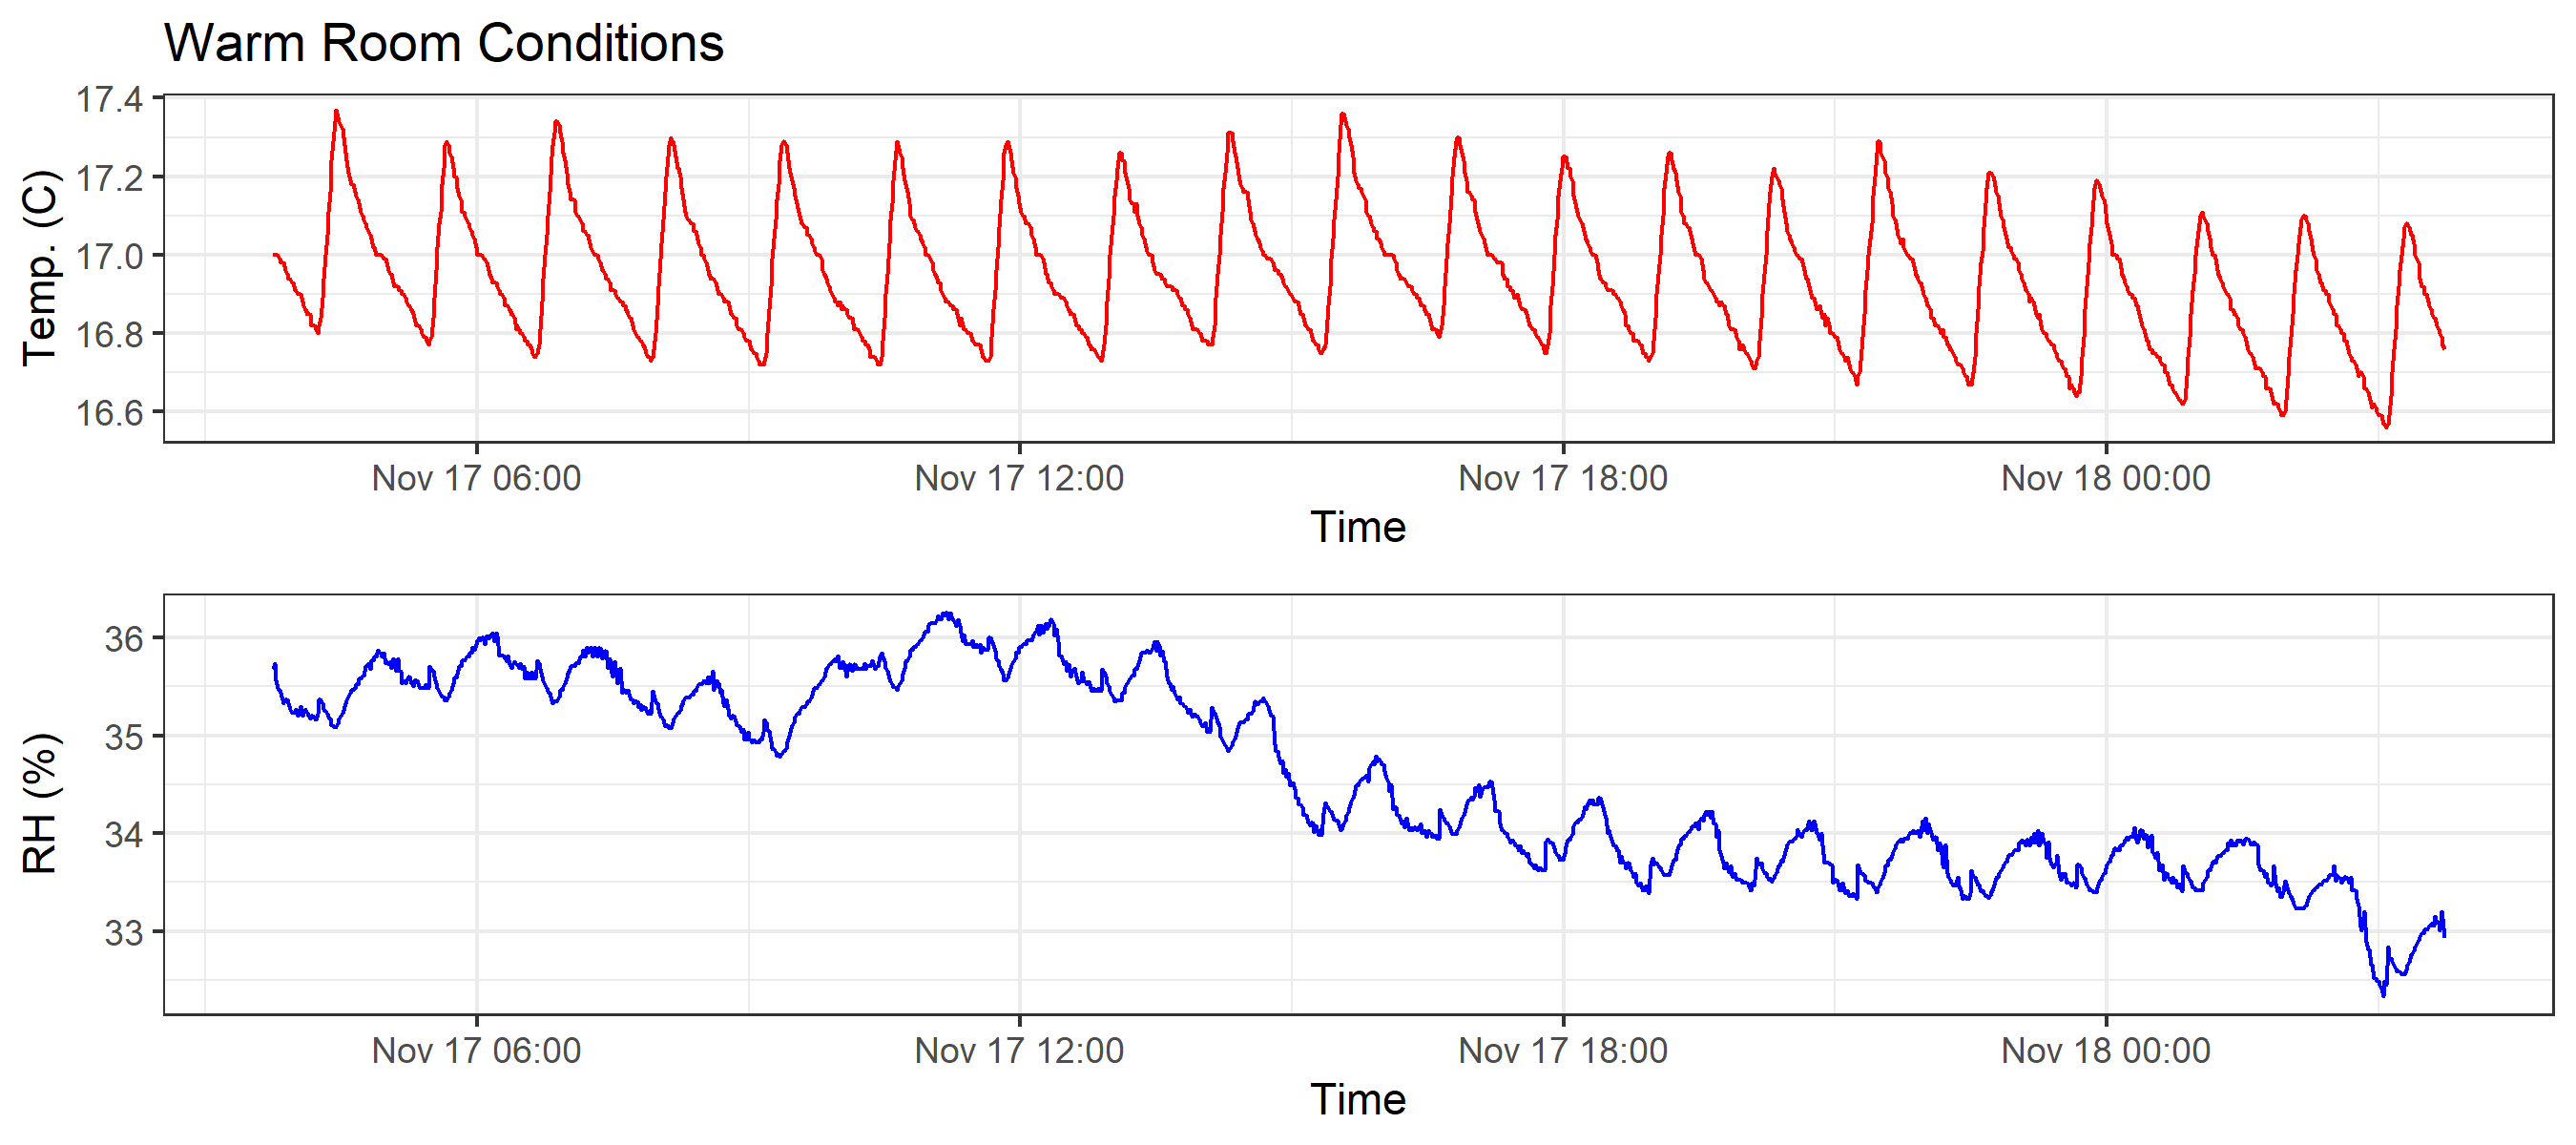 Warm Room Conditions
Temp. (C)
17.4
17.2
17.0
16.8
16.6
Nov 17 06:00 Nov 17 12:00 Nov 17 18:00 Nov 18 00:00
Time
RH (%)
36
35
34
33
Nov 17 06:00 Nov 17 12:00 Nov 17 18:00 Nov 18 00:00
Time